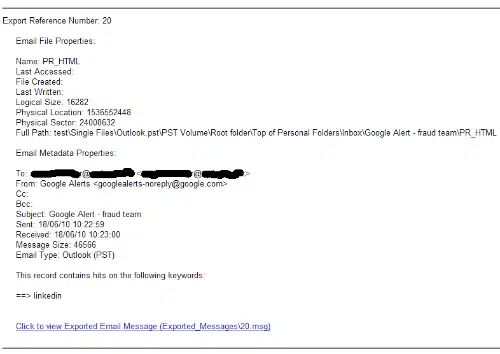 Export Reference Number: 20
Email File Properties:
Name: PR_HTML
Last Accessed:
File Created:
Last Written:
Logical Size: 16282
Physical Location: 1536552448
Physical Sector: 24008632
Full Path: test\Single Files\Outlook.pst\PST Volume\Root folder\Top of Personal Folders\Inbox\Google Alert - fraud team\PR_HTML
Email Metadata Properties:
To: @ < @ >
From: Google Alerts <googlealerts-noreply@google.com>
Cc:
Bcc:
Subject: Google Alert - fraud team
Sent: 18/06/10 10:22:59
Received: 18/06/10 10:23:00
Message Size: 46566
Email Type: Outlook (PST)
This record contains hits on the following keywords:
==> linkedin
Click to view Exported Email Message (Exported_Messages\20.msg)